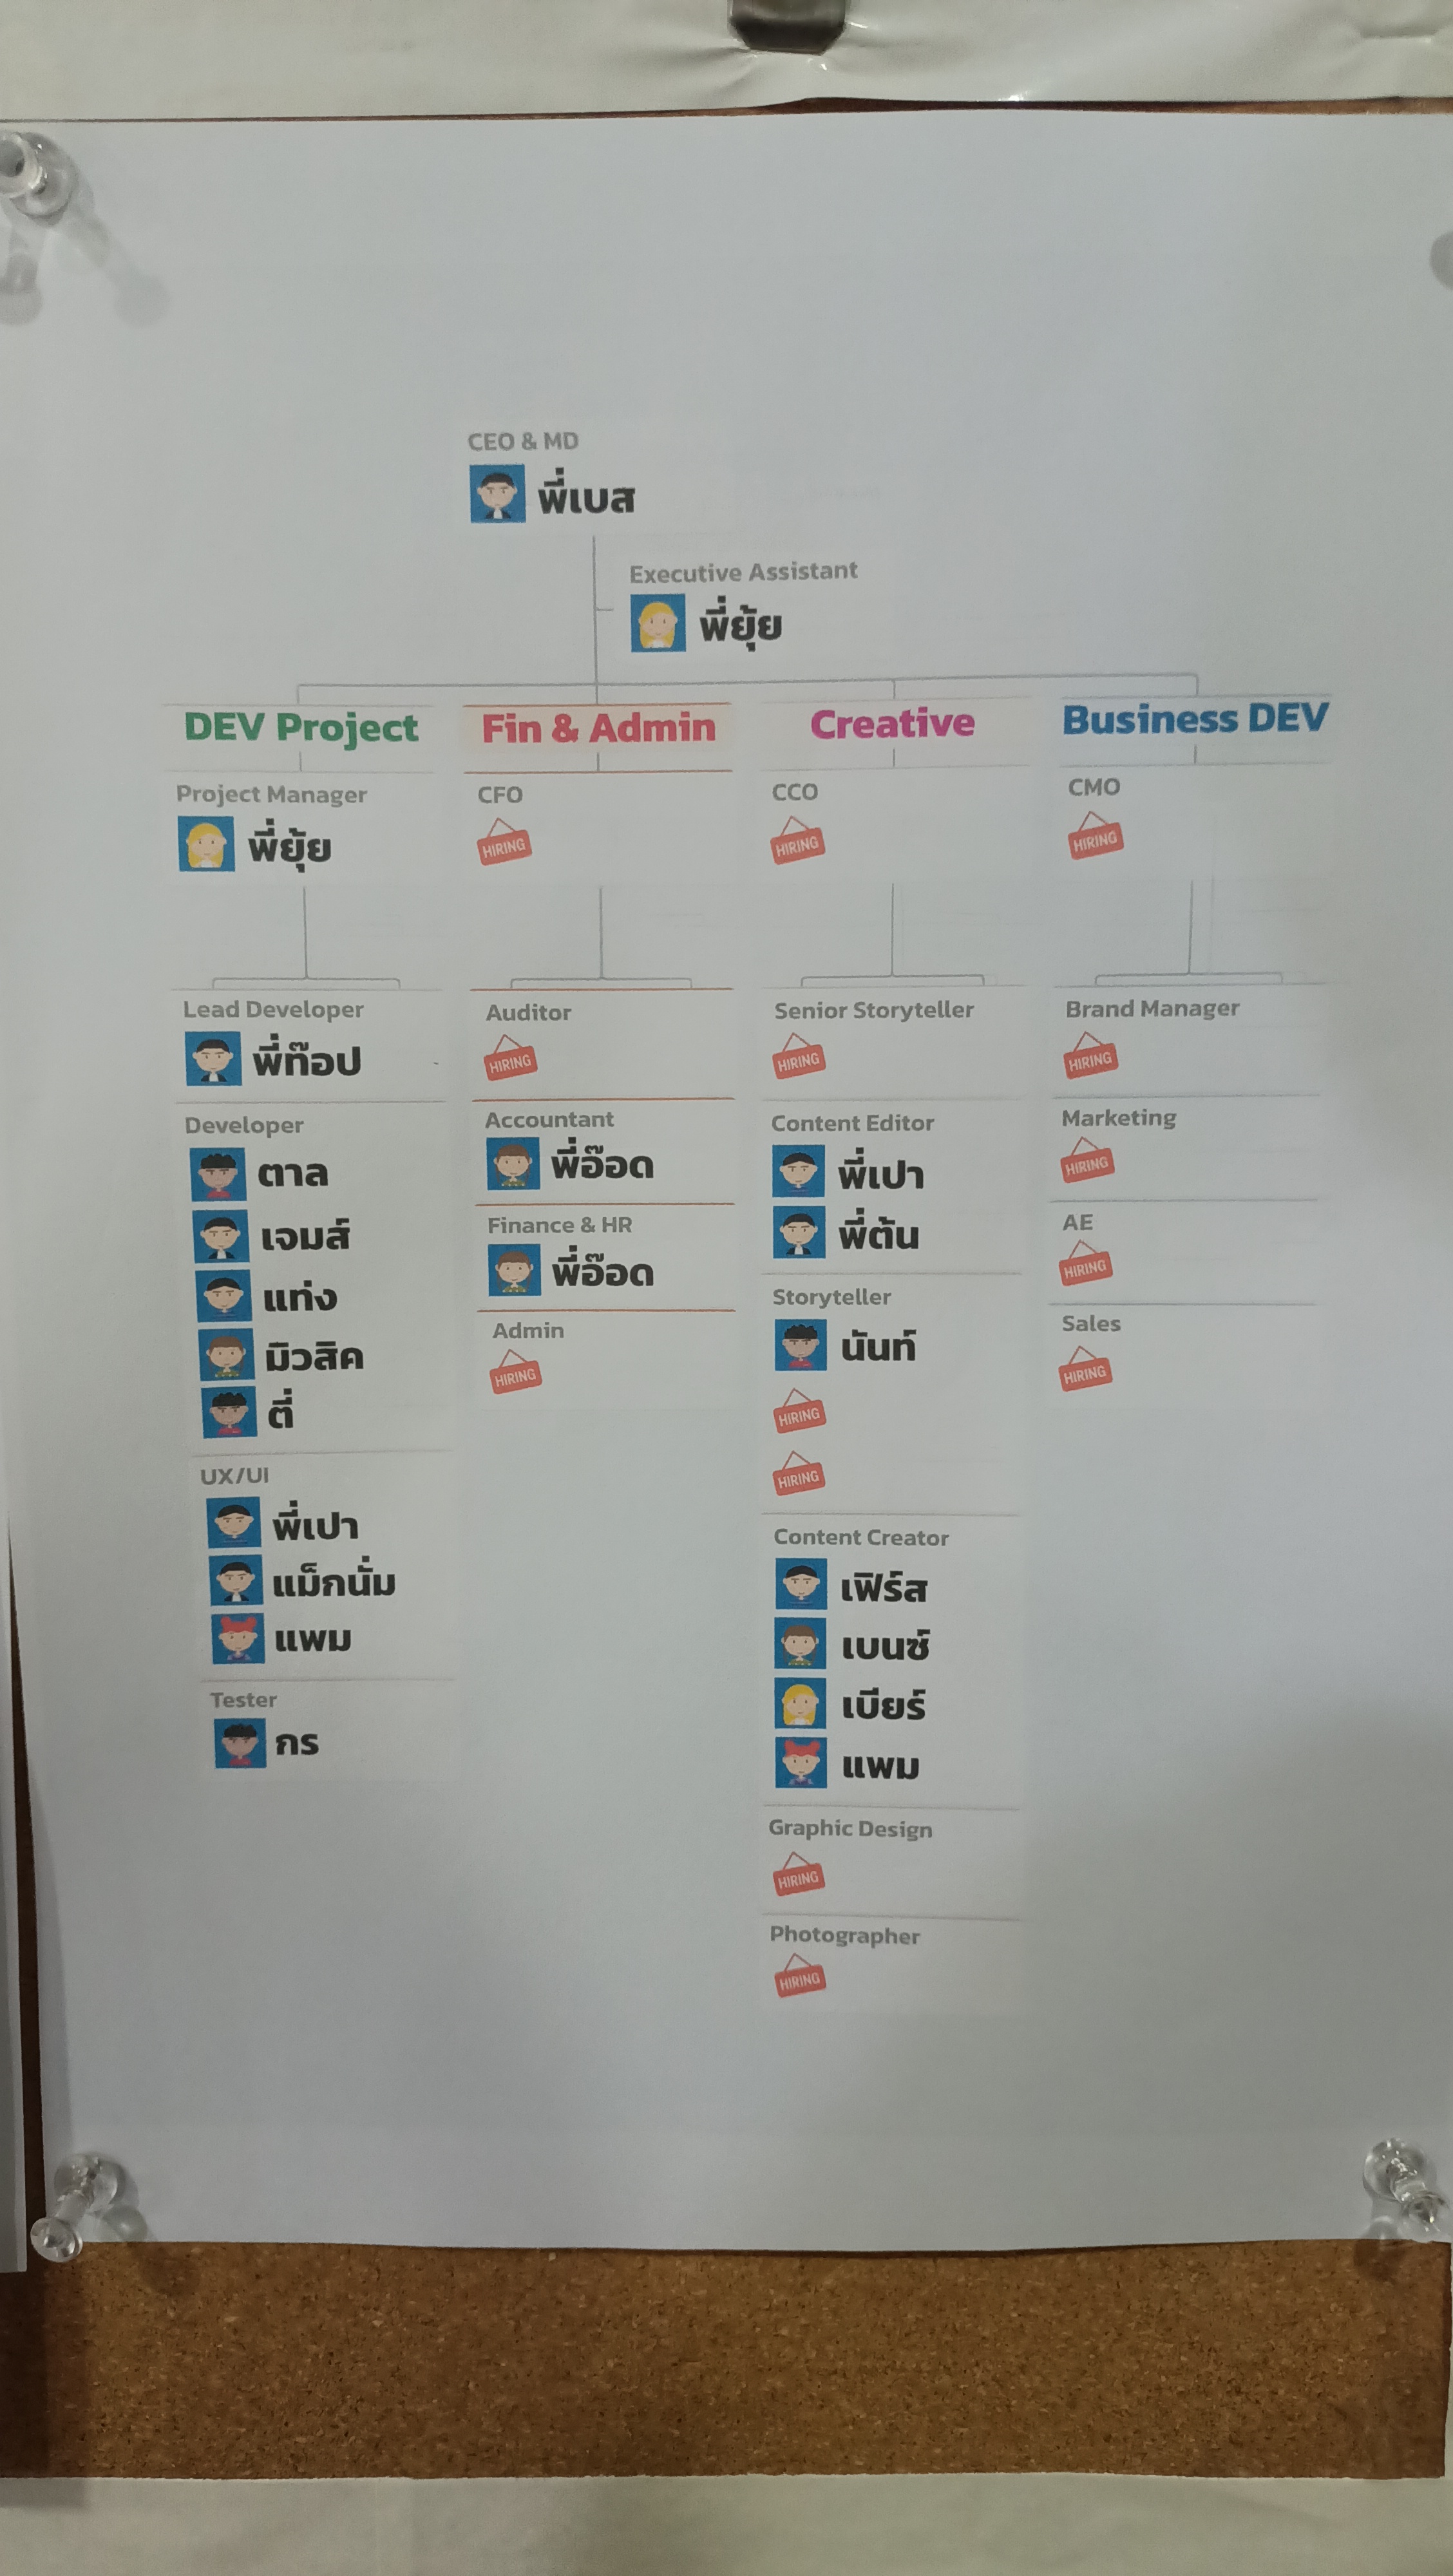 CEO & MD
พี่เบส
Executive Assistant
พี่ยุ้ย
DEV Project
Project Manager
พี่ยุ้ย
Lead Developer
พี่ท๊อป
Developer
ตาล
เจมส์
แท่ง
มิวสิค
ตี่
UX/UI
พี่เปา
แม็กนั่ม
แพม
Tester
กร
Fin & Admin
CFO
HIRING
Auditor
HIRING
Accountant
พี่อ๊อด
Finance & HR
พี่อ๊อด
Admin
HIRING
Creative
CCO
HIRING
Senior Storyteller
HIRING
Content Editor
พี่เปา
พี่ต้น
Storyteller
นันท์
HIRING
HIRING
Content Creator
เฟิร์ส
เบนซ์
เบียร์
แพม
Graphic Design
HIRING
Photographer
HIRING
Business DEV
CMO
HIRING
Brand Manager
HIRING
Marketing
HIRING
AE
HIRING
Sales
HIRING